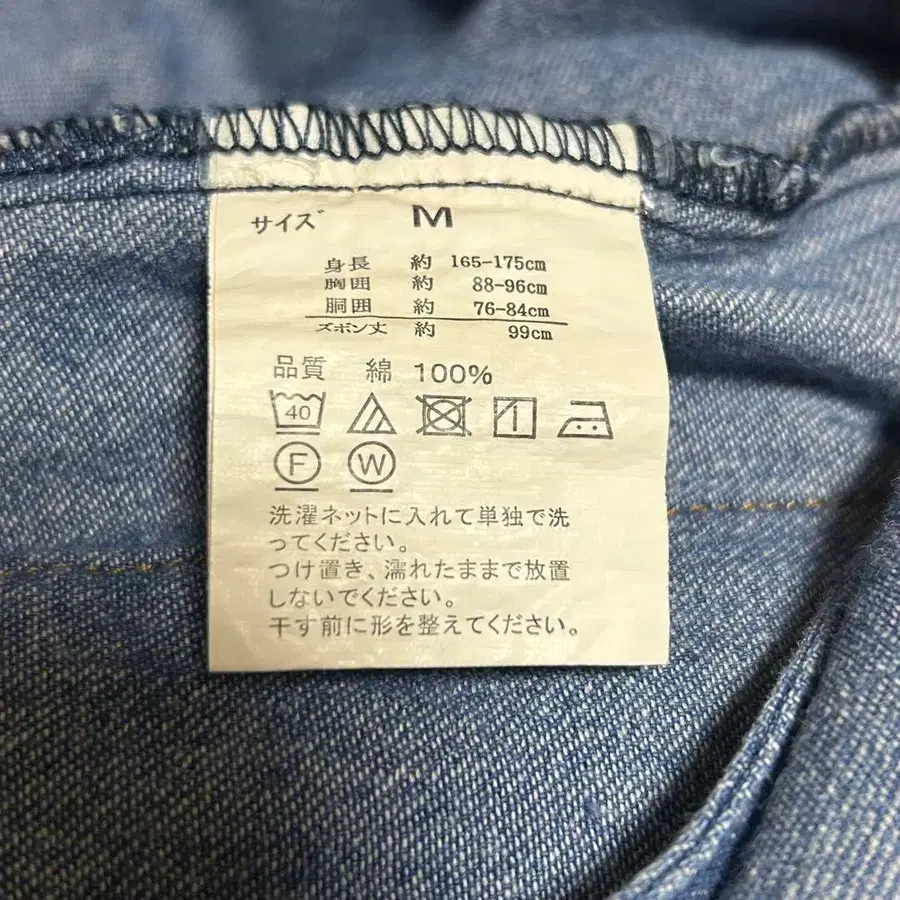 サイズ M
身長 約 165-175cm
胸囲 約 88-96cm
胴囲 約 76-84cm
ズボン丈 約 99cm
品質 綿 100%
40
F W
洗濯ネットに入れて単独で洗
ってください。
つけ置き、濡れたままで放置
しないでください。
干す前に形を整えてください。